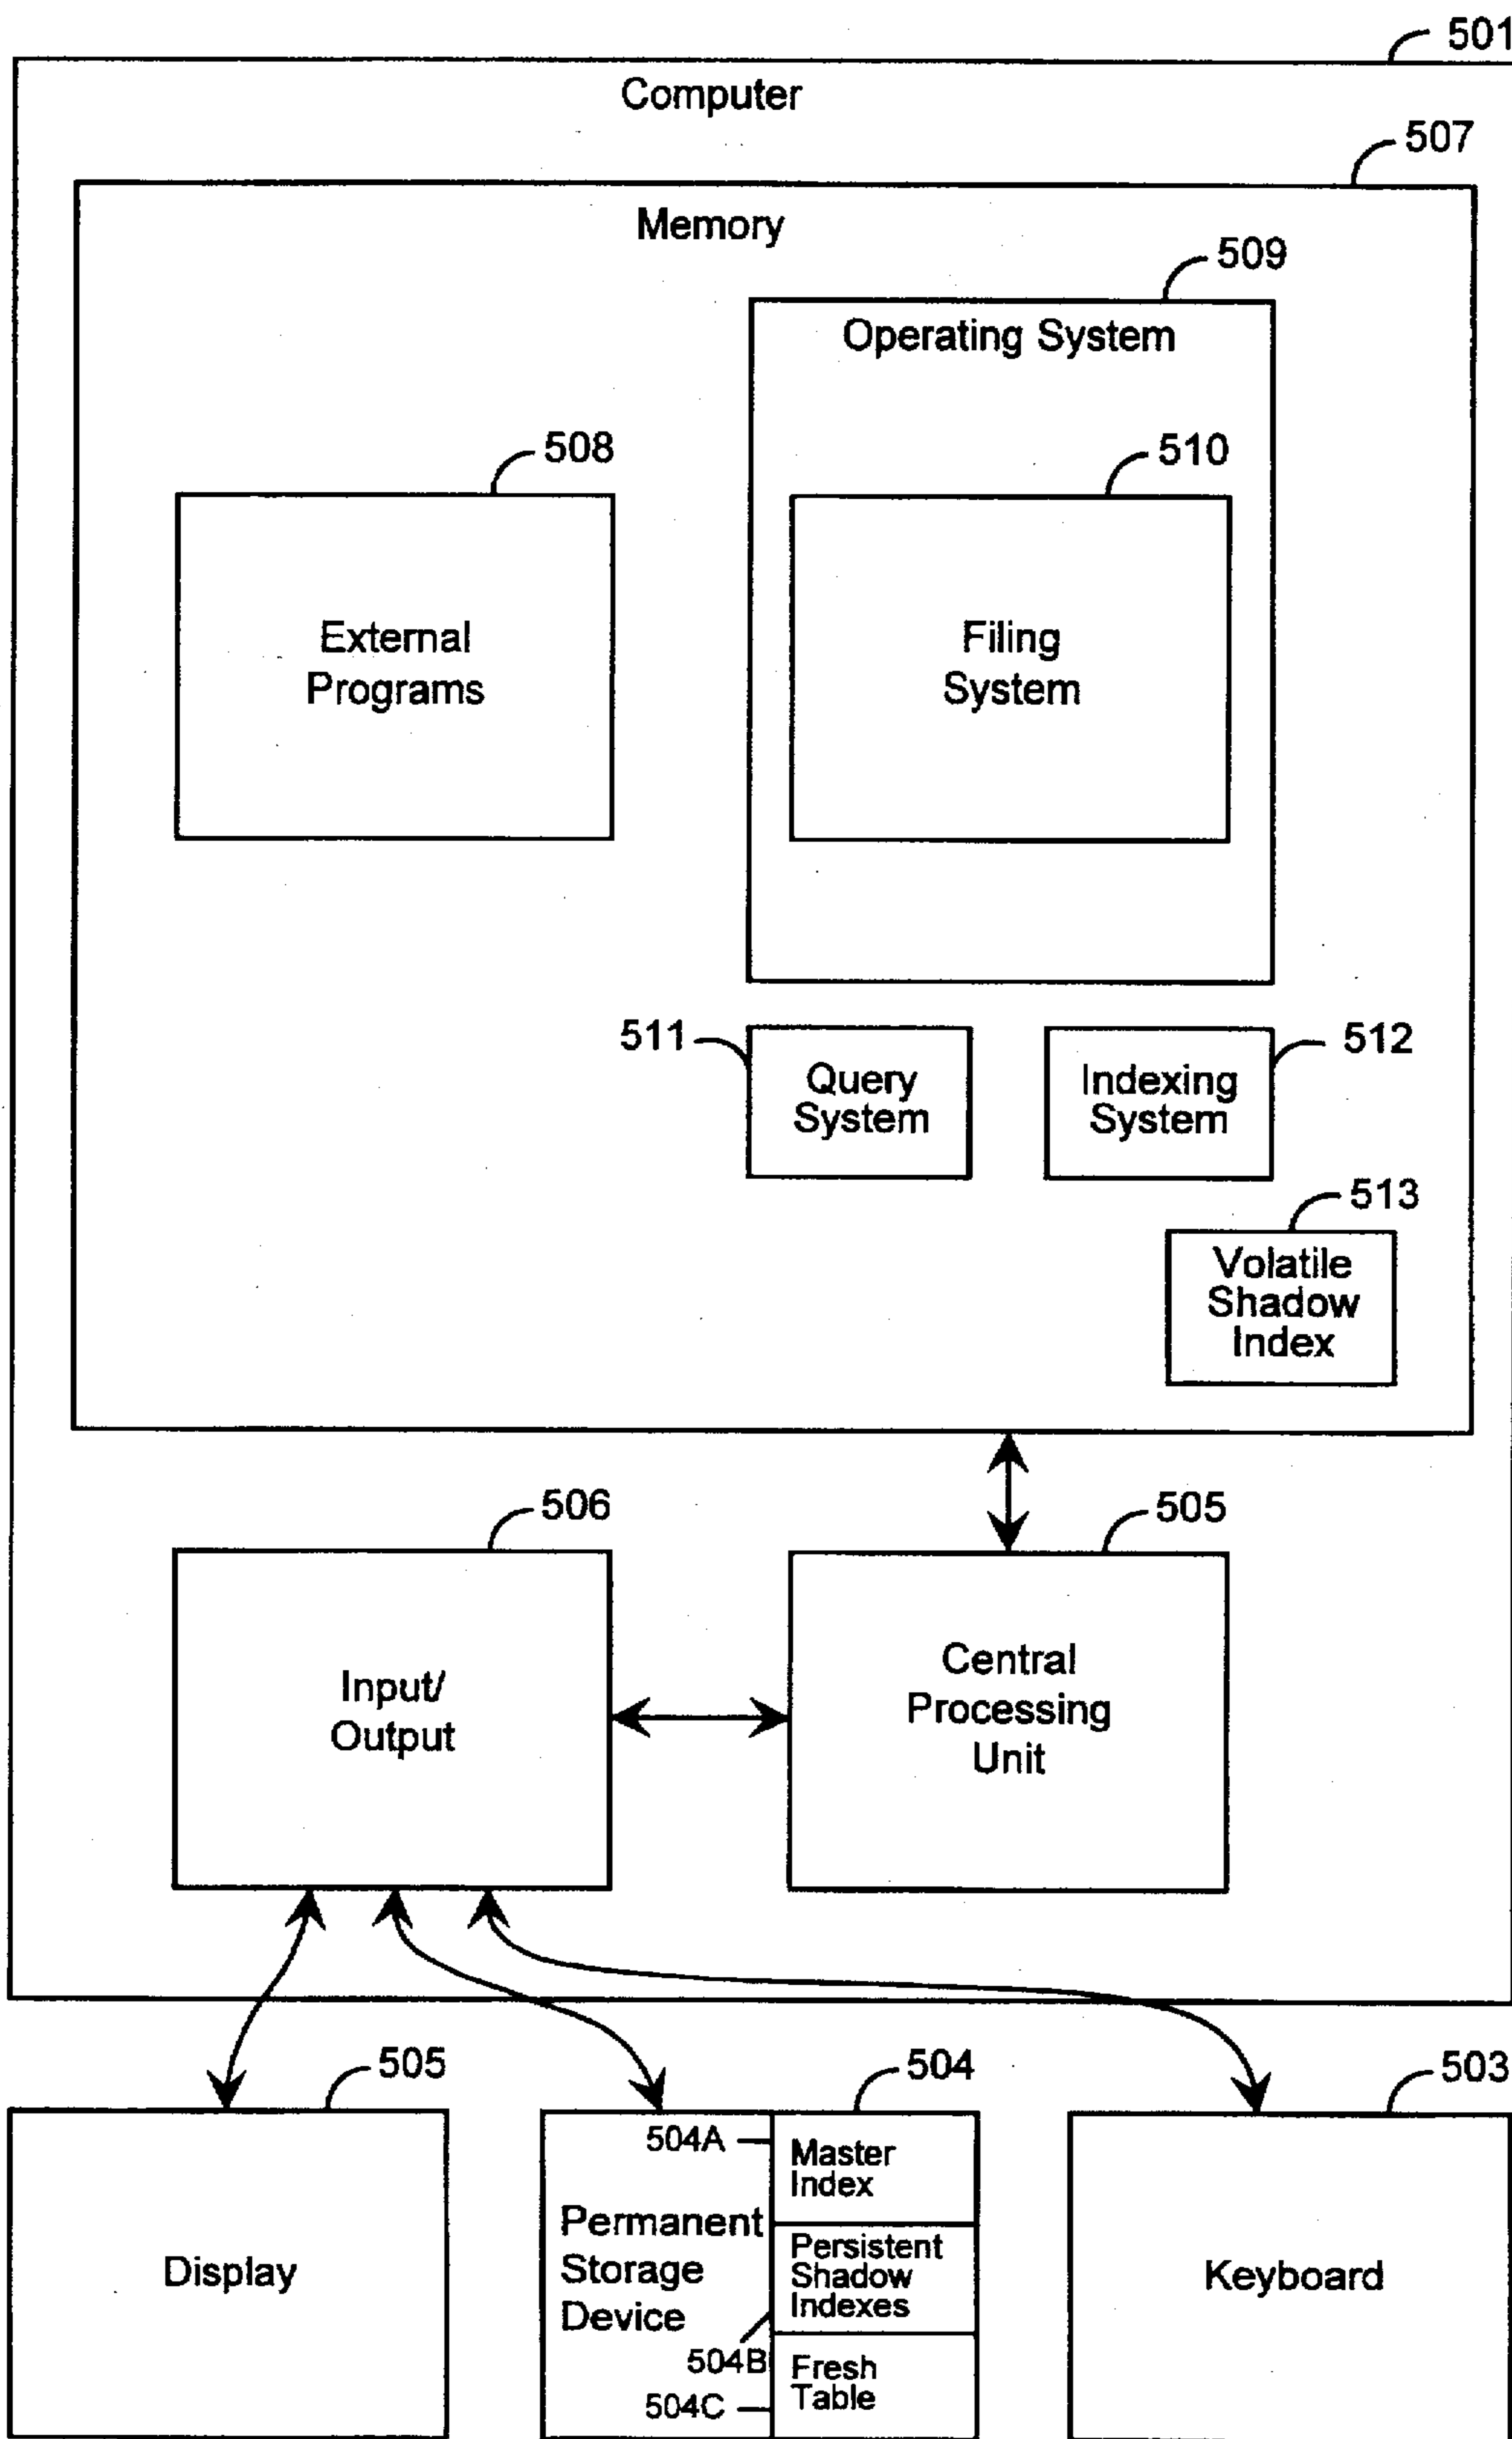 501
Computer
507
Memory
509
Operating System
508
510
External
Programs
Filing
System
511
512
Query
System
Indexing
System
513
Volatile
Shadow
Index
506
505
Input/
Output
Central
Processing
Unit
505
504
503
Display
Permanent
Storage
Device
504A
Master
Index
504B
Persistent
Shadow
Indexes
504C
Fresh
Table
Keyboard